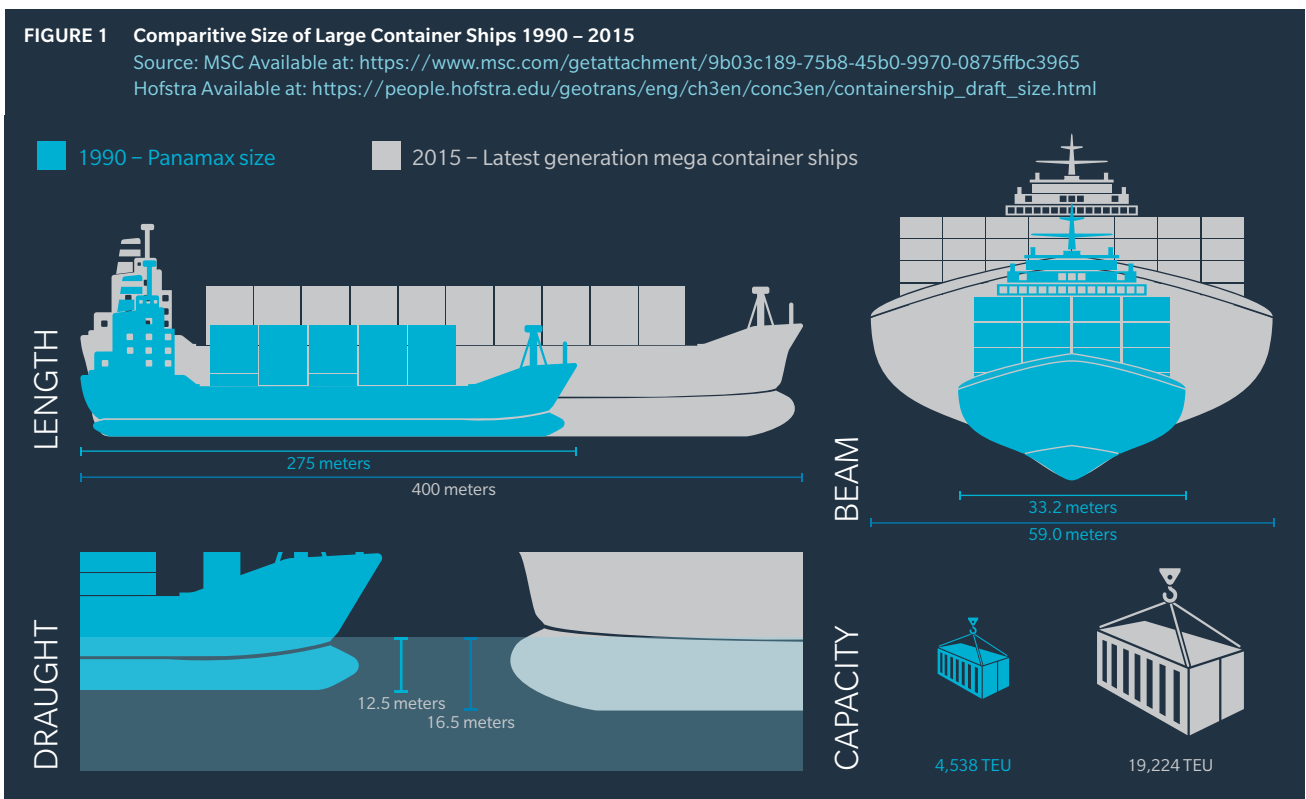 FIGURE 1 Comparitive Size of Large Container Ships 1990 – 2015
Source: MSC Available at: https://www.msc.com/getattachment/9b03c189-75b8-45b0-9970-0875ffbc3965
Hofstra Available at: https://people.hofstra.edu/geotrans/eng/ch3en/conc3en/containership_draft_size.html
1990 – Panamax size
2015 – Latest generation mega container ships
LENGTH
275 meters
400 meters
BEAM
33.2 meters
59.0 meters
DRAUGHT
12.5 meters
16.5 meters
CAPACITY
4,538 TEU
19,224 TEU